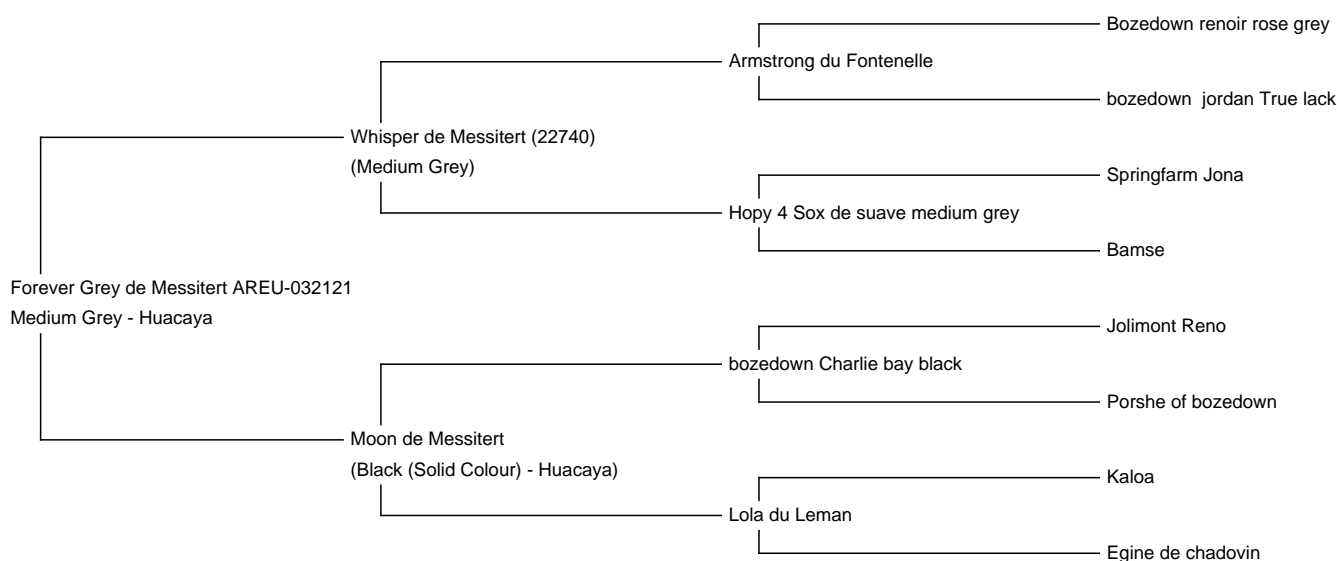 Bozedown renoir rose grey
Armstrong du Fontenelle
bozedown  jordan True lack
Whisper de Messitert (22740)
(Medium Grey)
Springfarm Jona
Hopy 4 Sox de suave medium grey
Bamse
Forever Grey de Messitert AREU-032121
Medium Grey - Huacaya
Jolimont Reno
bozedown Charlie bay black
Porshe of bozedown
Moon de Messitert
(Black (Solid Colour) - Huacaya)
Kaloa
Lola du Leman
Egine de chadovin